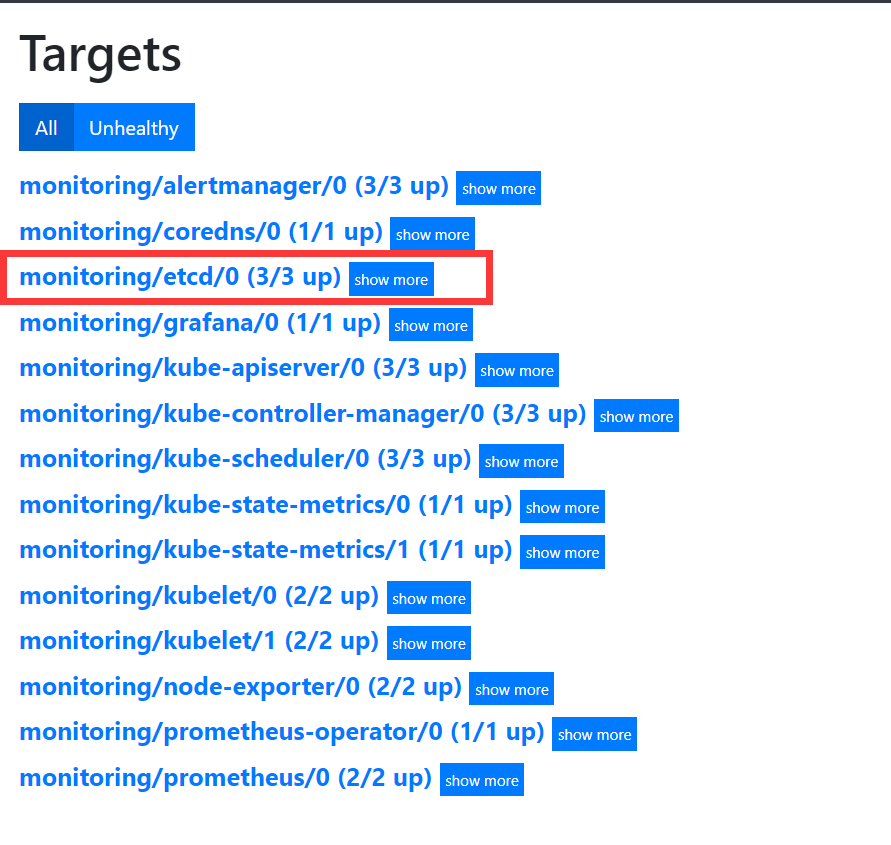 Targets
All Unhealthy
monitoring/alertmanager/0 (3/3 up) show more
monitoring/coredns/0 (1/1 up) show more
monitoring/etcd/0 (3/3 up) show more
monitoring/grafana/0 (1/1 up) show more
monitoring/kube-apiserver/0 (3/3 up) show more
monitoring/kube-controller-manager/0 (3/3 up) show more
monitoring/kube-scheduler/0 (3/3 up) show more
monitoring/kube-state-metrics/0 (1/1 up) show more
monitoring/kube-state-metrics/1 (1/1 up) show more
monitoring/kubelet/0 (2/2 up) show more
monitoring/kubelet/1 (2/2 up) show more
monitoring/node-exporter/0 (2/2 up) show more
monitoring/prometheus-operator/0 (1/1 up) show more
monitoring/prometheus/0 (2/2 up) show more